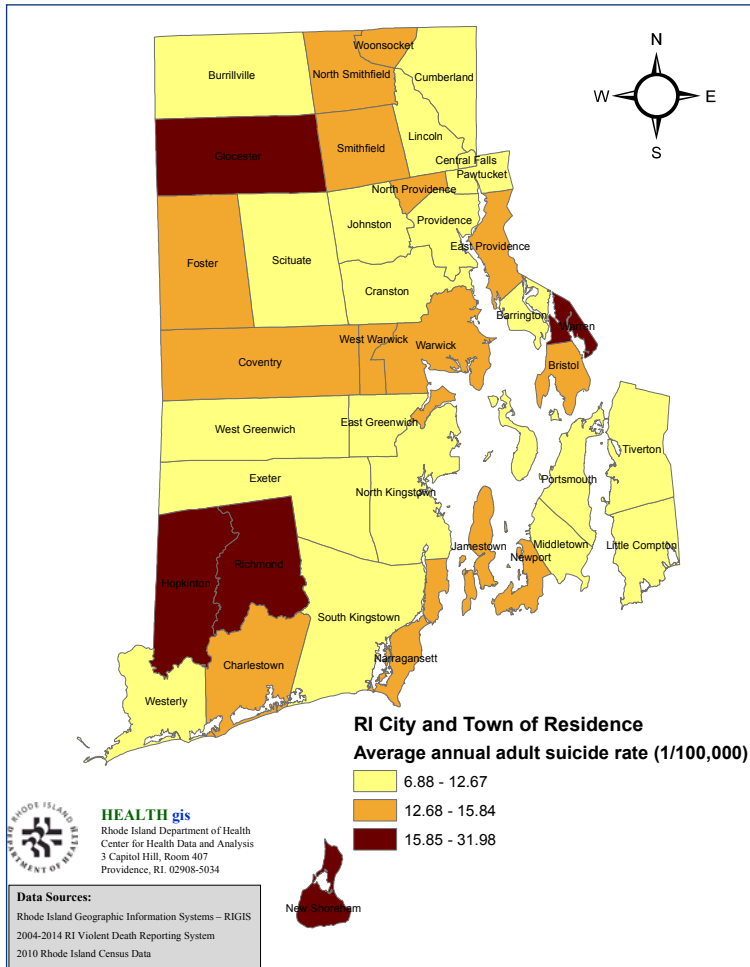 N
W
E
S
Woonsocket
Burrillville
North Smithfield
Cumberland
Lincoln
Glocester
Smithfield
Central Falls
Pawtucket
North Providence
Providence
Johnston
East Providence
Foster
Scituate
Cranston
Barrington
Warren
West Warwick
Warwick
Coventry
Bristol
East Greenwich
West Greenwich
Tiverton
Exeter
Portsmouth
North Kingstown
Jamestown
Middletown
Little Compton
Newport
Richmond
Hopkinton
South Kingstown
Narragansett
Charlestown
Westerly
RI City and Town of Residence
Average annual adult suicide rate (1/100,000)
6.88 - 12.67
12.68 - 15.84
15.85 - 31.98
RHODE ISLAND
DEPARTMENT OF HEALTH
HEALTH gis
Rhode Island Department of Health
Center for Health Data and Analysis
3 Capitol Hill, Room 407
Providence, RI. 02908-5034
New Shoreham
Data Sources:
Rhode Island Geographic Information Systems – RIGIS
2004-2014 RI Violent Death Reporting System
2010 Rhode Island Census Data